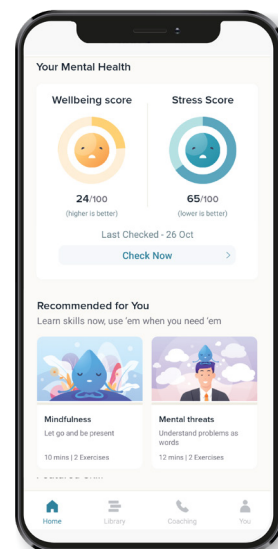 Your Mental Health
Wellbeing score
Stress Score
24/100
65/100
(higher is better)
(lower is better)
Last Checked - 26 Oct
Check Now
Recommended for You
Learn skills now, use 'em when you need 'em
Mindfulness
Let go and be present
10 mins | 2 Exercises
Mental threats
Understand problems as
words
12 mins | 2 Exercises
Home
Library
Coaching
You